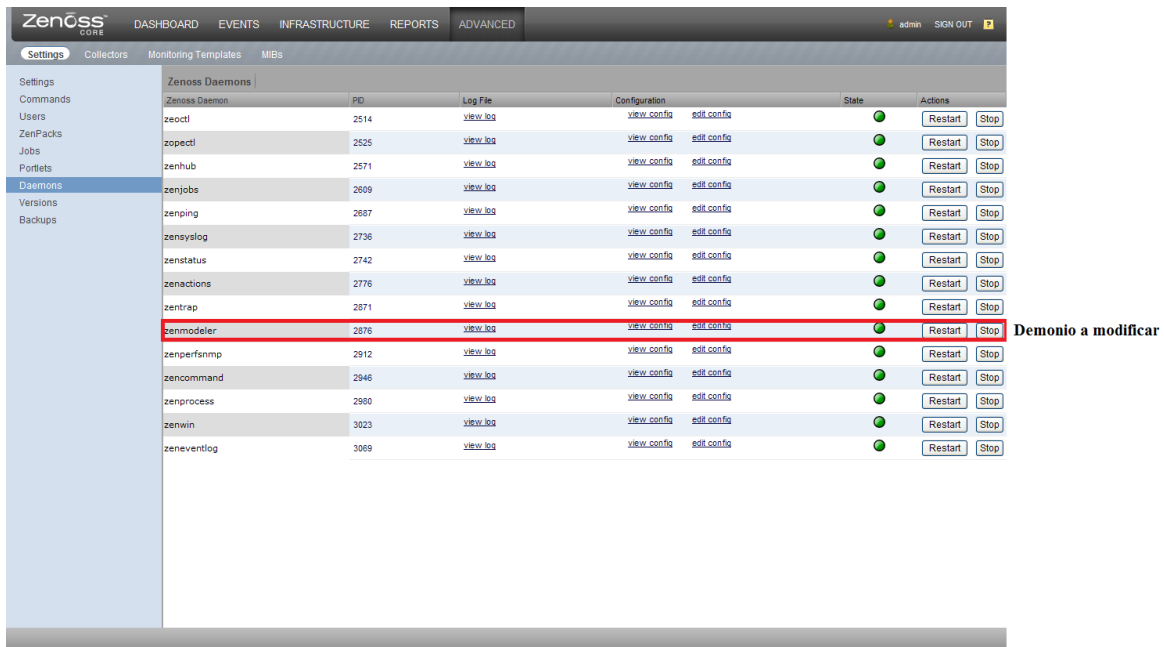 Zenōss CORE DASHBOARD EVENTS INFRASTRUCTURE REPORTS ADVANCED admin SIGN OUT ?
Settings Collectors Monitoring Templates MIBs
Settings
Commands
Users
ZenPacks
Jobs
Portlets
Daemons
Versions
Backups
Zenoss Daemons
Zenoss Daemon PID Log File Configuration State Actions
zeoctl 2514 view log view config edit config Restart Stop
zopectl 2525 view log view config edit config Restart Stop
zenhub 2571 view log view config edit config Restart Stop
zenjobs 2609 view log view config edit config Restart Stop
zenping 2687 view log view config edit config Restart Stop
zensyslog 2736 view log view config edit config Restart Stop
zenstatus 2742 view log view config edit config Restart Stop
zenactions 2776 view log view config edit config Restart Stop
zentrap 2871 view log view config edit config Restart Stop
zenmodeler 2876 view log view config edit config Restart Stop Demonio a modificar
zenperfsnmp 2912 view log view config edit config Restart Stop
zencommand 2946 view log view config edit config Restart Stop
zenprocess 2980 view log view config edit config Restart Stop
zenwin 3023 view log view config edit config Restart Stop
zeneventlog 3069 view log view config edit config Restart Stop